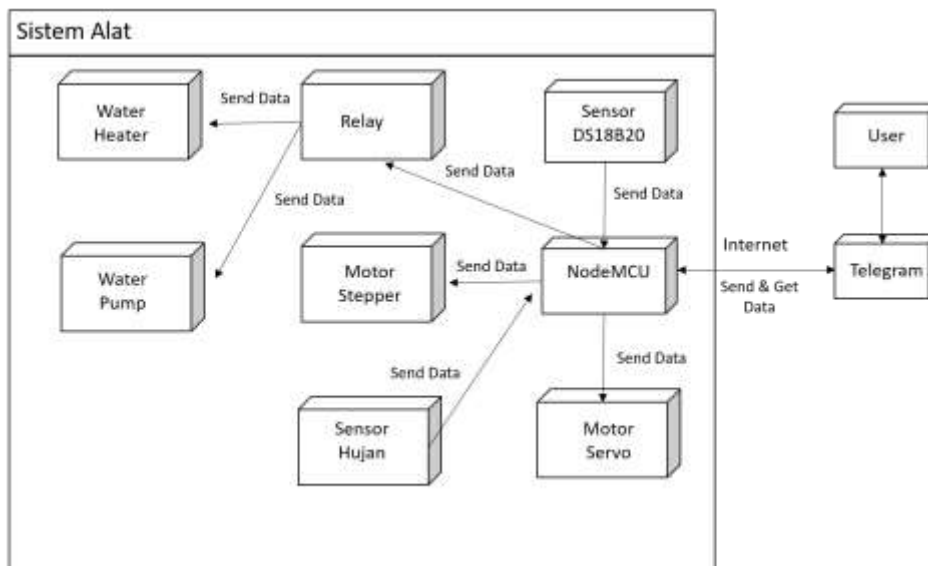 Sistem Alat
Water
Heater
Send Data
Relay
Sensor
DS18B20
User
Send Data
Send Data
Send Data
Water
Pump
Motor
Stepper
Send Data
NodeMCU
Internet
Send & Get
Data
Telegram
Send Data
Send Data
Sensor
Hujan
Motor
Servo